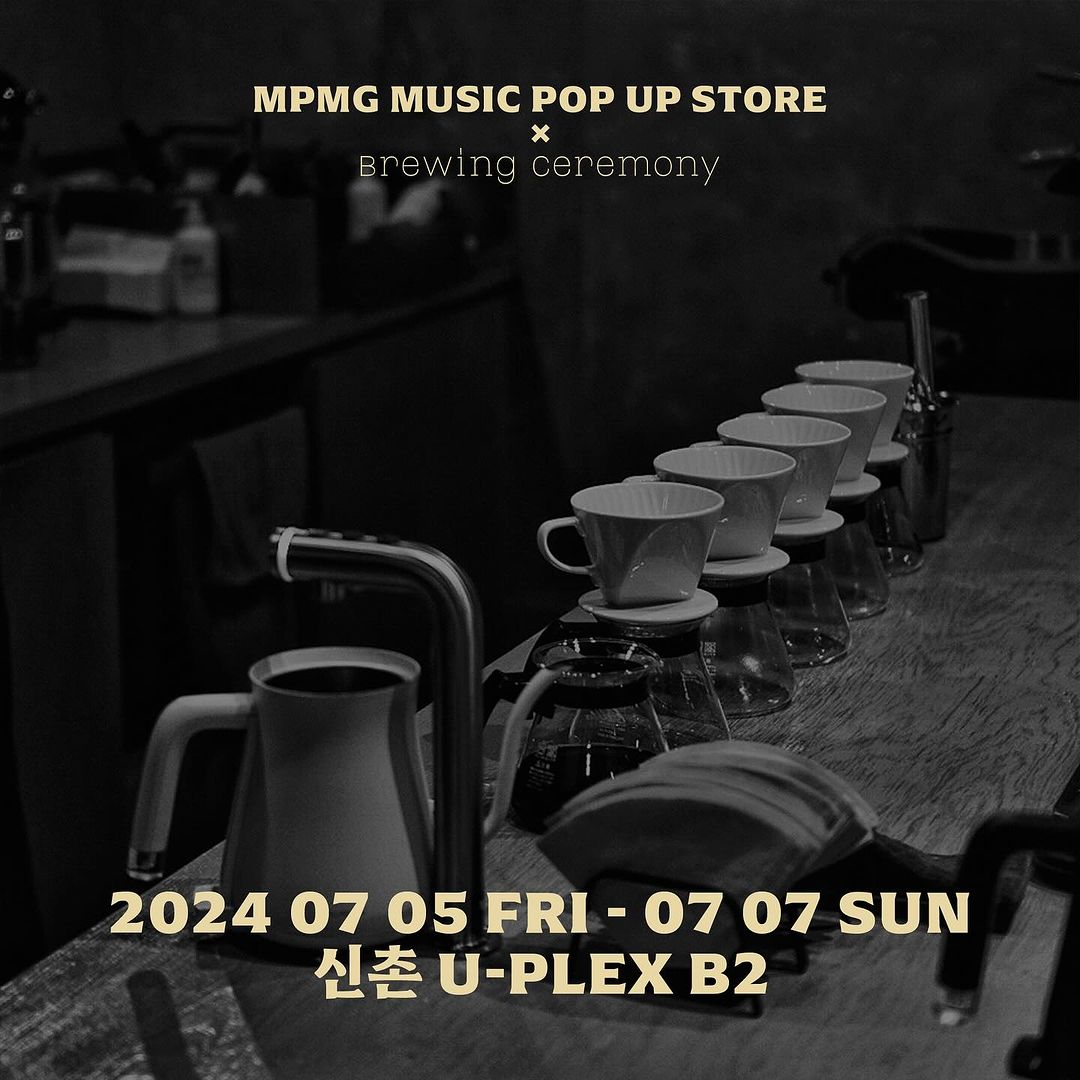 MPMG MUSIC POP UP STORE
×
Brewing ceremony
2024 07 05 FRI - 07 07 SUN
신촌 U-PLEX B2